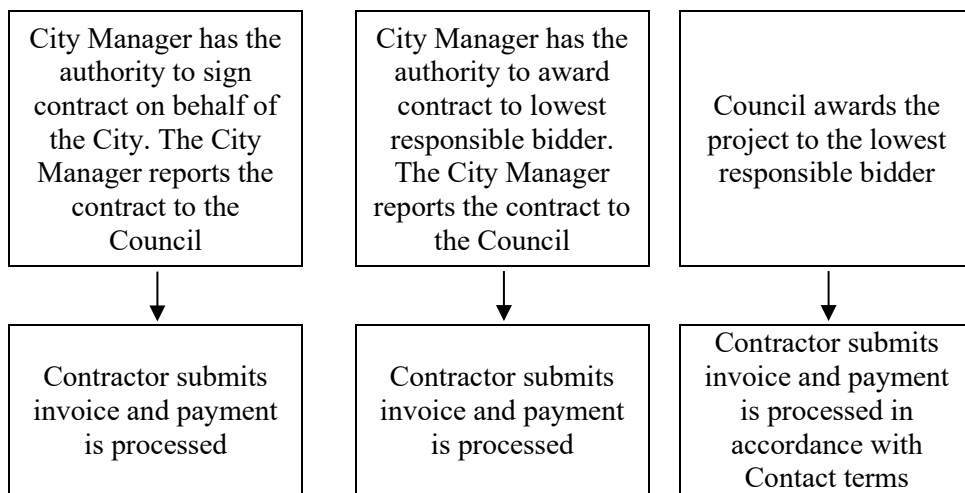 City Manager has the
authority to sign
contract on behalf of
the City. The City
Manager reports the
contract to the
Council
City Manager has the
authority to award
contract to lowest
responsible bidder.
The City Manager
reports the contract to
the Council
Council awards the
project to the lowest
responsible bidder
Contractor submits
invoice and payment
is processed
Contractor submits
invoice and payment
is processed
Contractor submits
invoice and payment
is processed in
accordance with
Contact terms